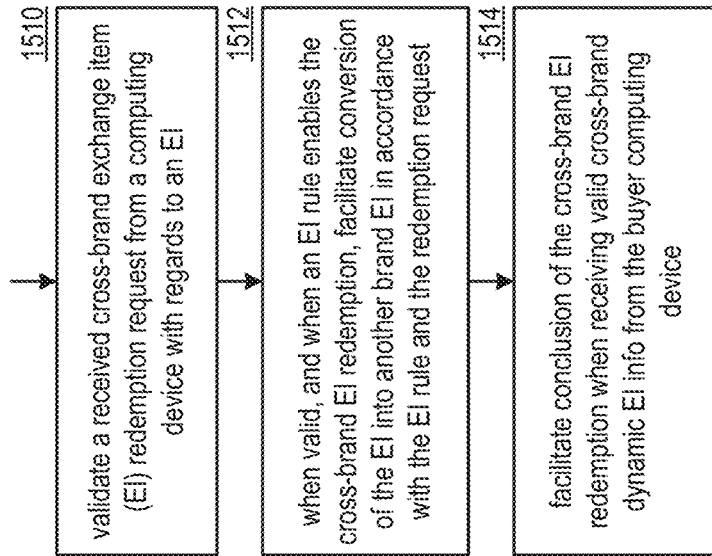 1510
validate a received cross-brand exchange item
(EI) redemption request from a computing
device with regards to an EI
1512
when valid, and when an EI rule enables the
cross-brand EI redemption, facilitate conversion
of the EI into another brand EI in accordance
with the EI rule and the redemption request
1514
facilitate conclusion of the cross-brand EI
redemption when receiving valid cross-brand
dynamic EI info from the buyer computing
device